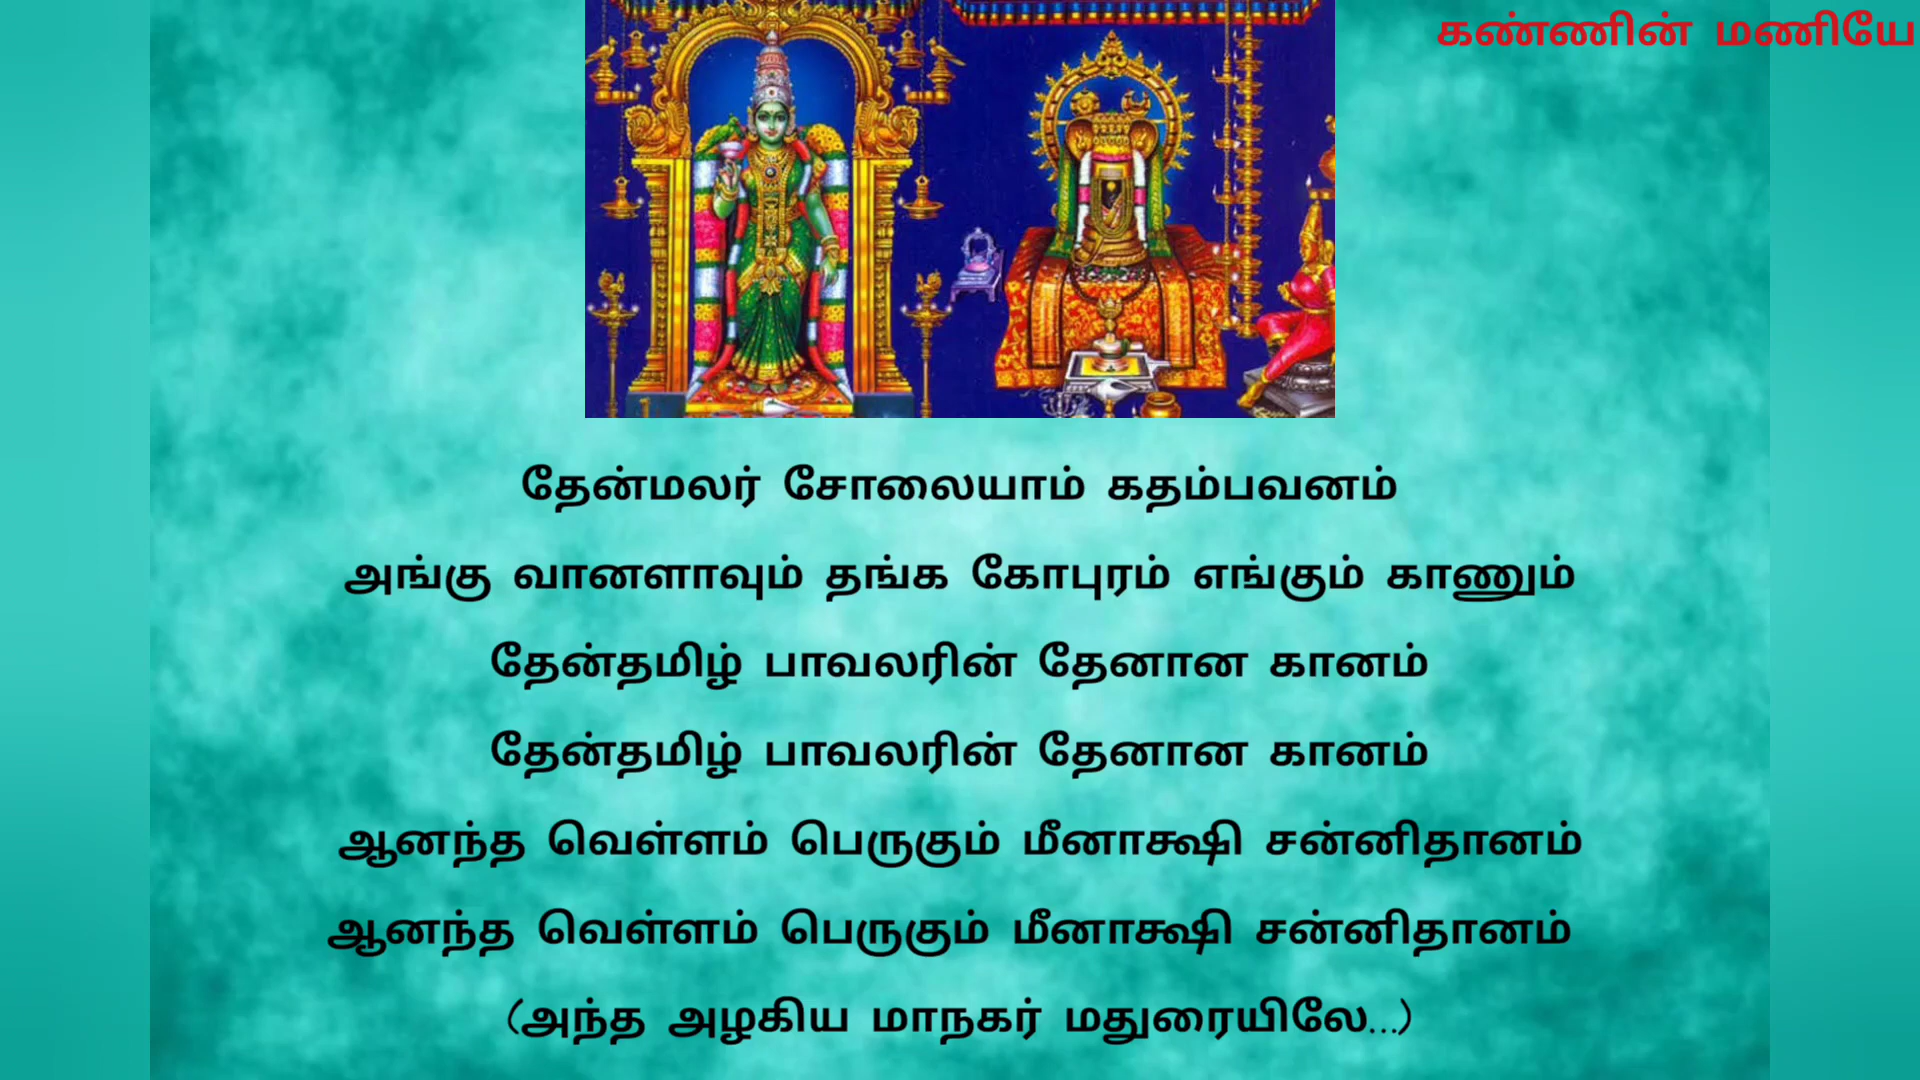 கண்ணின் மணியே
தேன்மலர் சோலையாம் கதம்பவனம்
அங்கு வானளாவும் தங்க கோபுரம் எங்கும் காணும்
தேன்தமிழ் பாவலரின் தேனான கானம்
தேன்தமிழ் பாவலரின் தேனான கானம்
ஆனந்த வெள்ளம் பெருகும் மீனாக்ஷி சன்னிதானம்
ஆனந்த வெள்ளம் பெருகும் மீனாக்ஷி சன்னிதானம்
(அந்த அழகிய மாநகர் மதுரையிலே...)